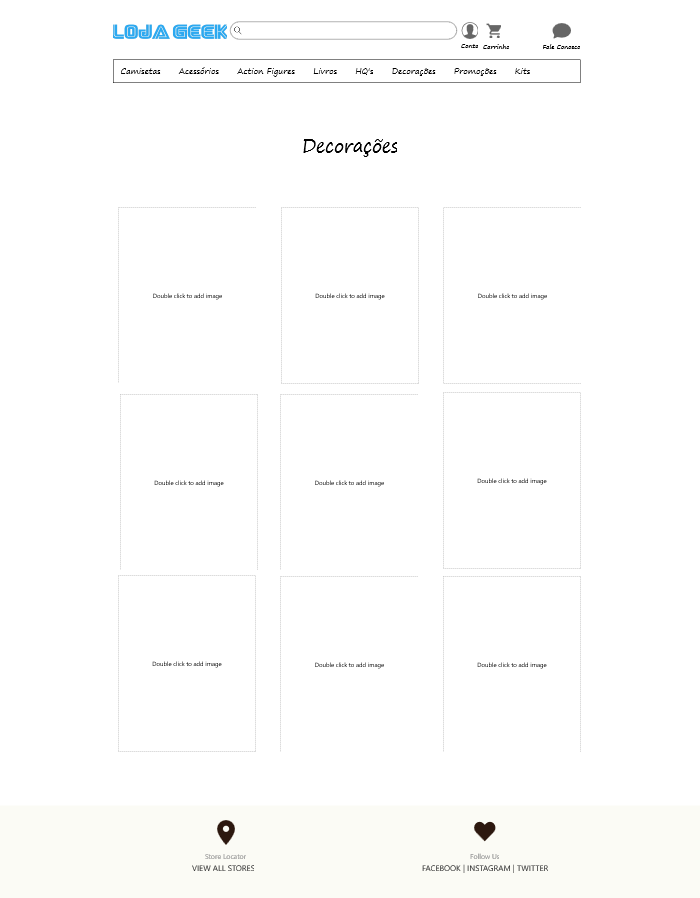 LOJA GEEK
Conta Carrinho Fale Conosco
Camisetas Acessórios Action Figures Livros HQ's Decorações Promoções Kits
Decorações
Double click to add image Double click to add image Double click to add image
Double click to add image Double click to add image Double click to add image
Double click to add image Double click to add image Double click to add image
Store Locator Follow Us
VIEW ALL STORES FACEBOOK | INSTAGRAM | TWITTER